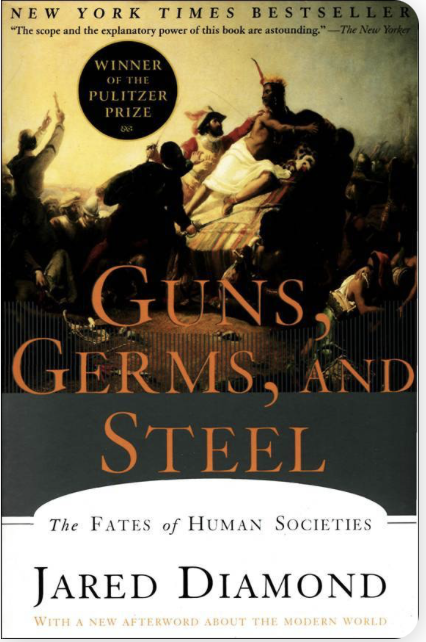 NEW YORK TIMES BESTSELLER
"The scope and the explanatory power of this book are astounding."—The New Yorker
WINNER
OF THE
PULITZER
PRIZE
GUNS,
GERMS, AND
STEEL
The FATES of HUMAN SOCIETIES
JARED DIAMOND
WITH A NEW AFTERWORD ABOUT THE MODERN WORLD